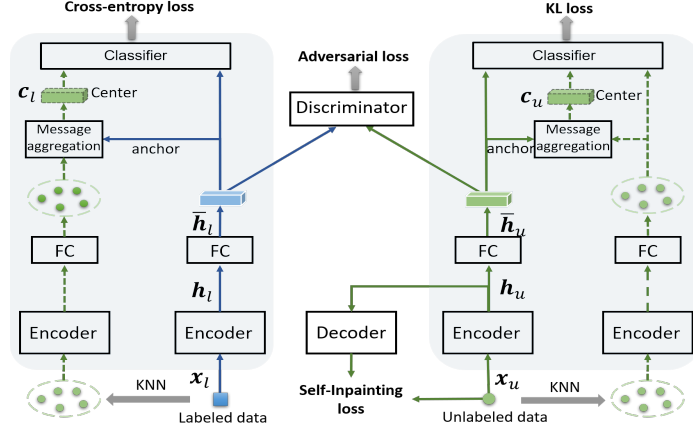 Cross-entropy loss
KL loss
Classifier
Adversarial loss
Classifier
c_l
Center
Discriminator
c_u
Center
Message
aggregation
anchor
anchor
Message
aggregation
h̅_l
h̅_u
FC
FC
FC
FC
h_l
h_u
Encoder
Encoder
Decoder
Encoder
Encoder
KNN
x_l
Self-Inpainting
loss
x_u
KNN
Labeled data
Unlabeled data